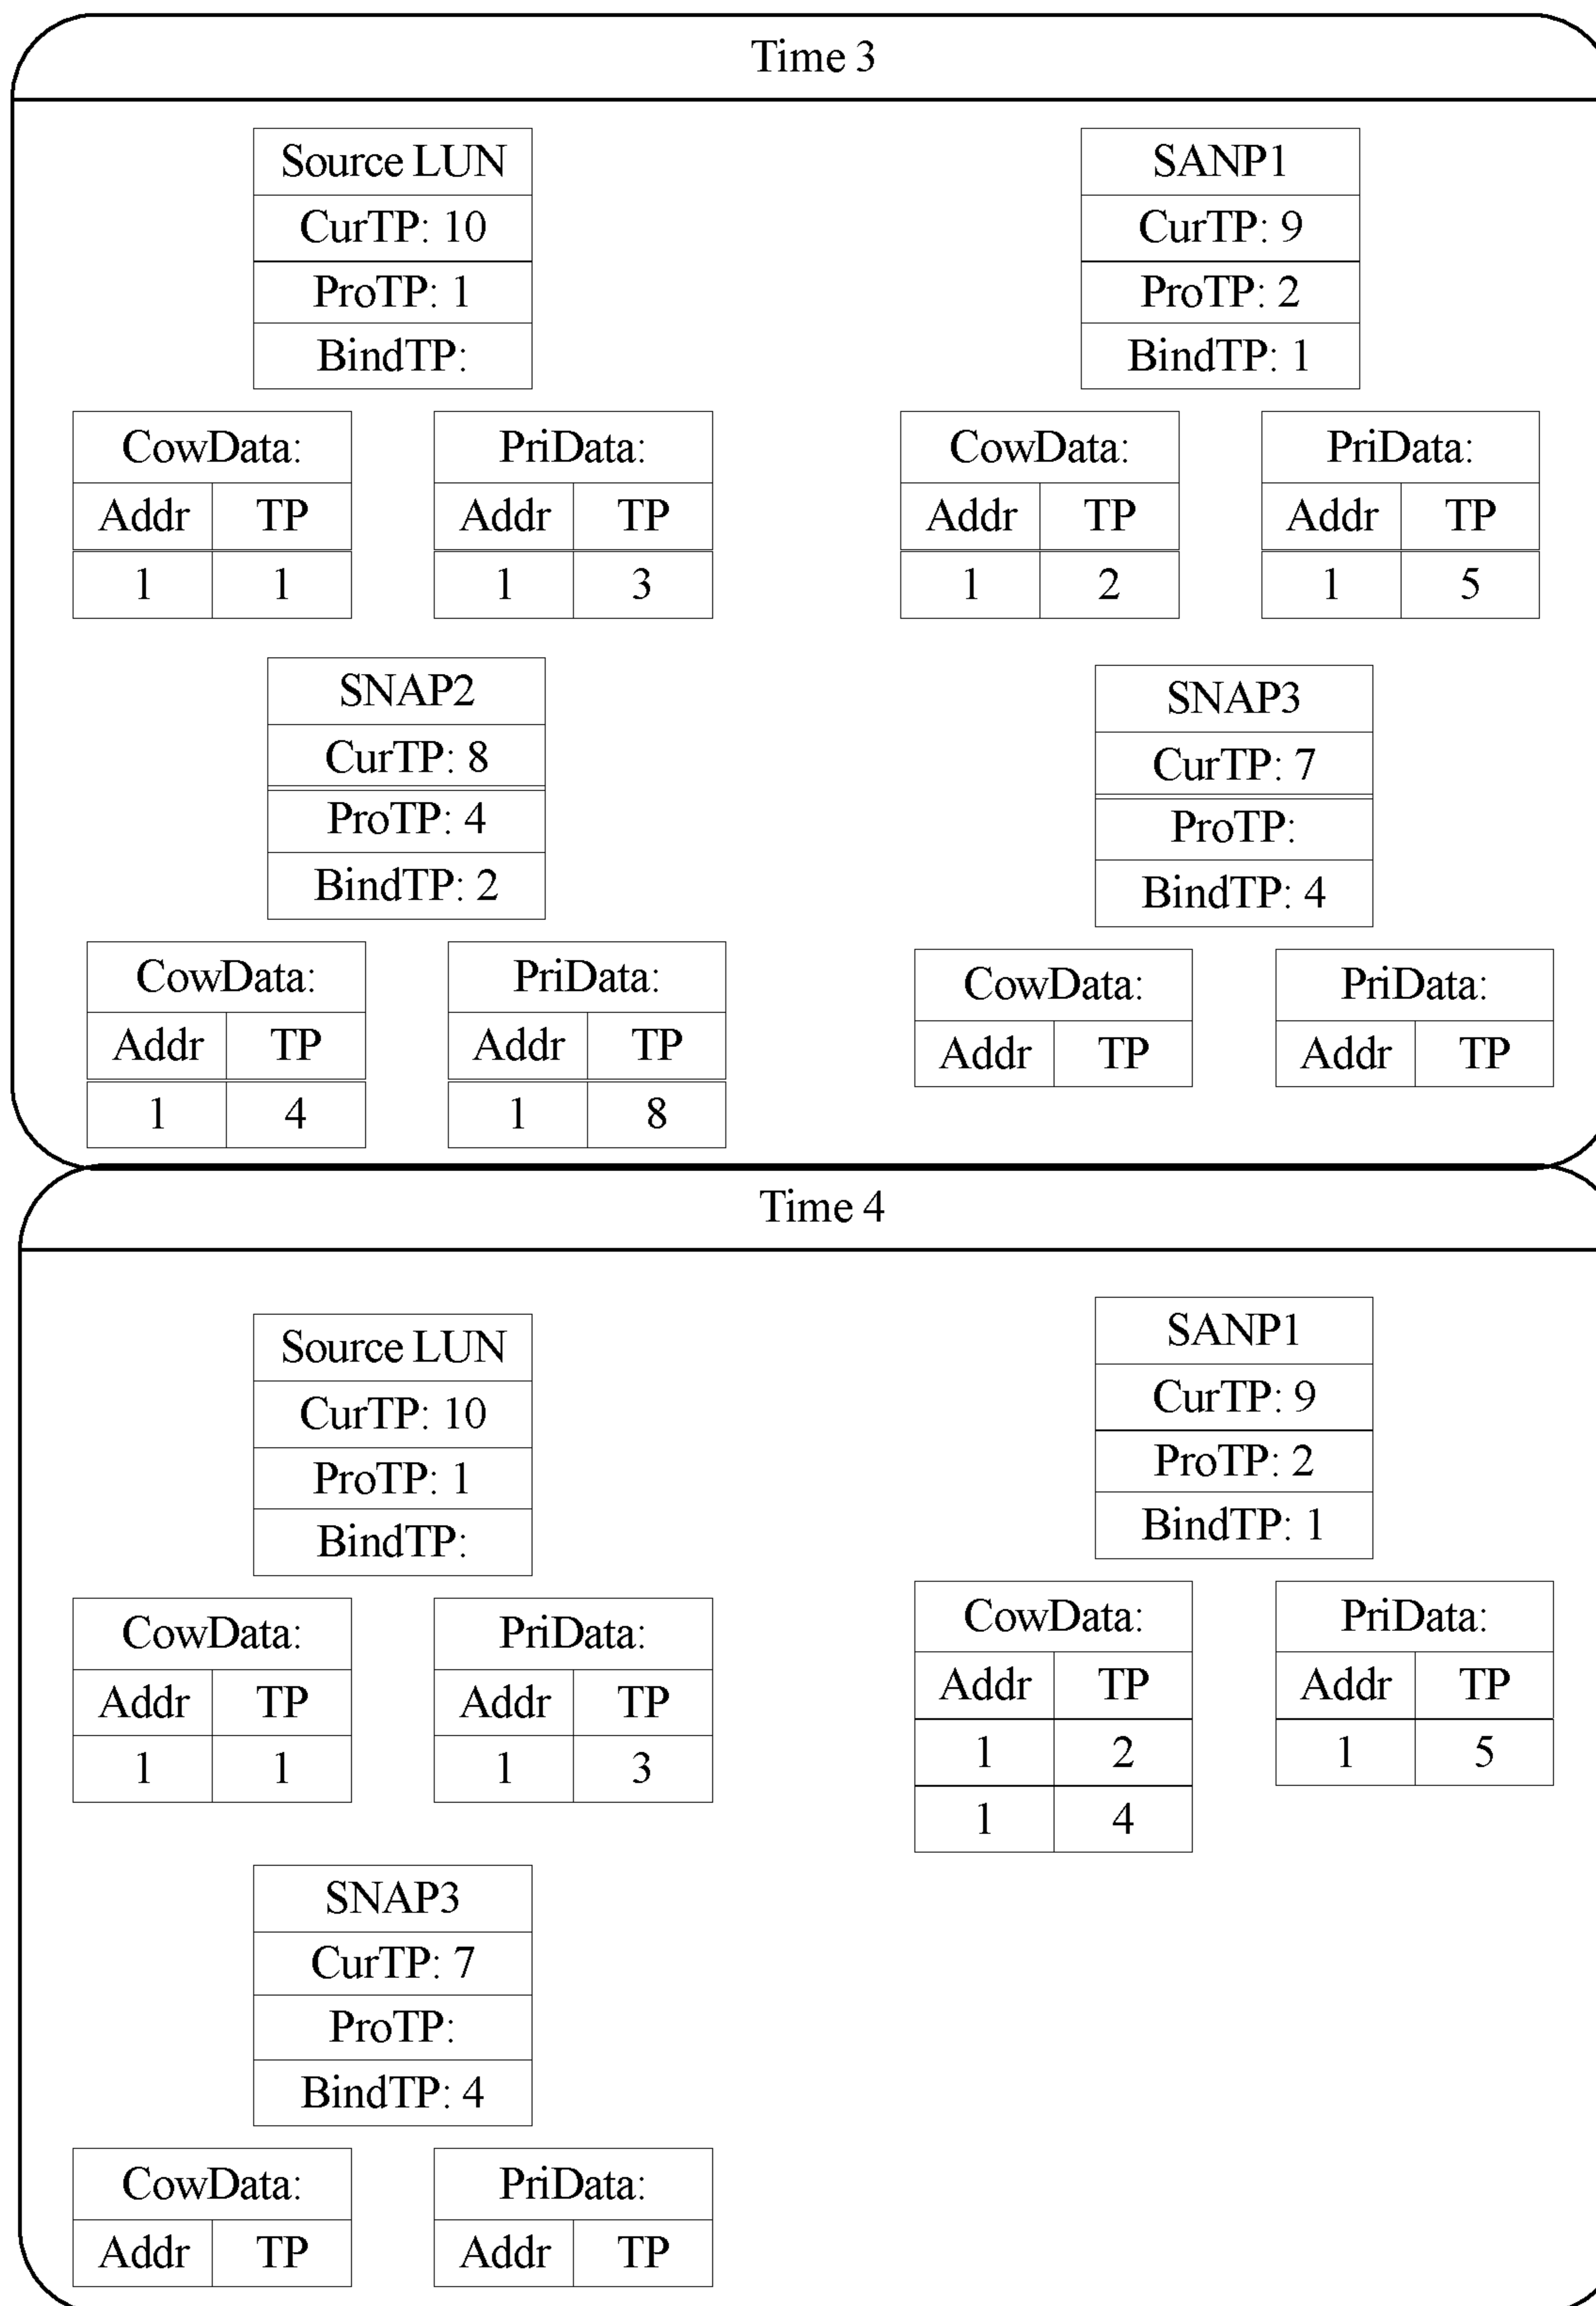 Time 3
Source LUN
CurTP: 10
ProTP: 1
BindTP:
CowData: PriData:
Addr TP Addr TP
1 1 1 3
SANP1
CurTP: 9
ProTP: 2
BindTP: 1
CowData: PriData:
Addr TP Addr TP
1 2 1 5
SNAP2
CurTP: 8
ProTP: 4
BindTP: 2
CowData: PriData:
Addr TP Addr TP
1 4 1 8
SNAP3
CurTP: 7
ProTP:
BindTP: 4
CowData: PriData:
Addr TP Addr TP
Time 4
Source LUN
CurTP: 10
ProTP: 1
BindTP:
CowData: PriData:
Addr TP Addr TP
1 1 1 3
SANP1
CurTP: 9
ProTP: 2
BindTP: 1
CowData: PriData:
Addr TP Addr TP
1 2 1 5
1 4
SNAP3
CurTP: 7
ProTP:
BindTP: 4
CowData: PriData:
Addr TP Addr TP